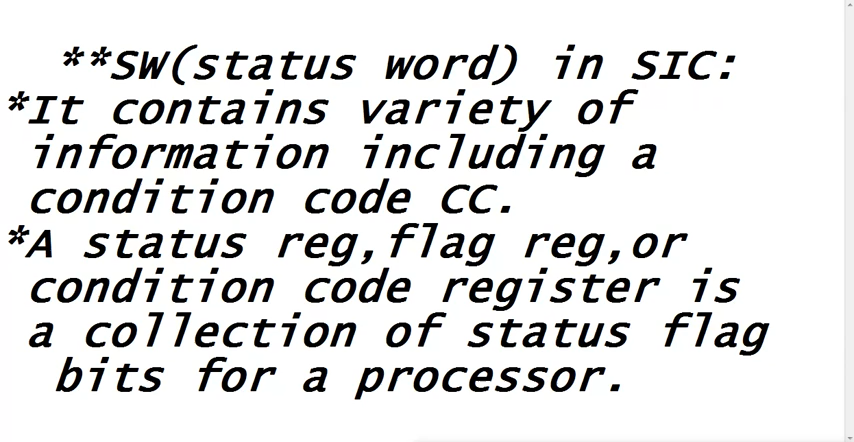 **SW(status word) in SIC:
*It contains variety of
information including a
condition code CC.
*A status reg,flag reg,or
condition code register is
a collection of status flag
bits for a processor.